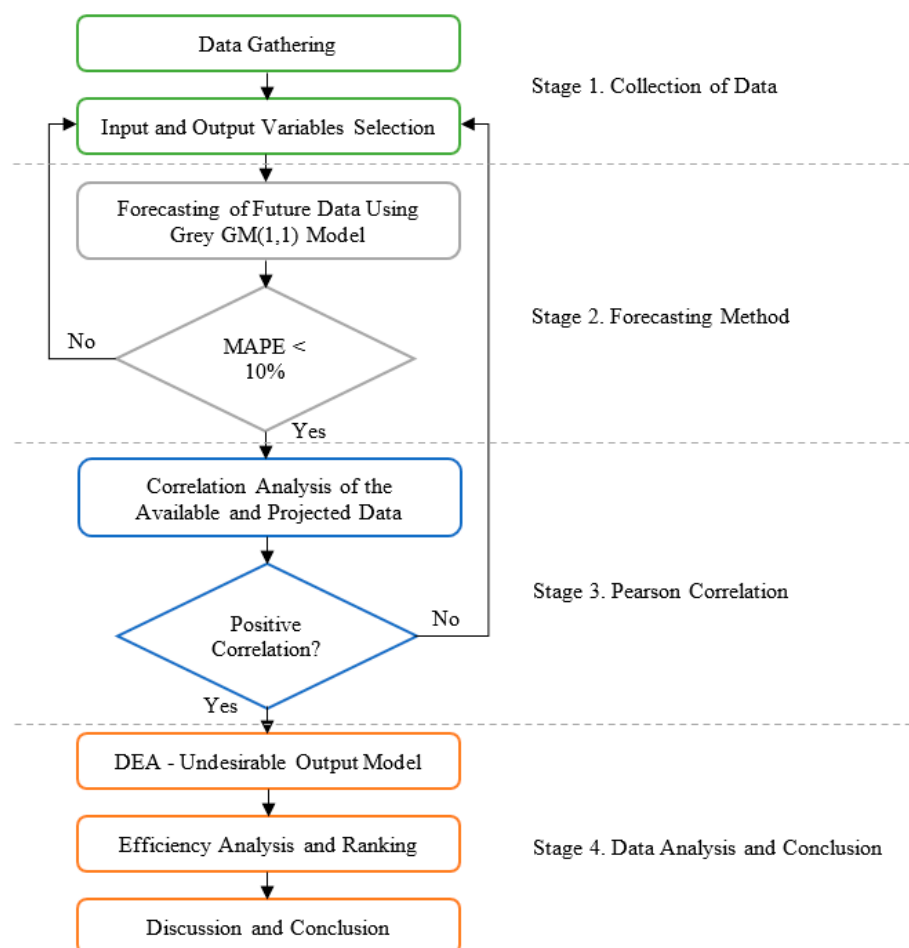 Data Gathering
Stage 1. Collection of Data
Input and Output Variables Selection
Forecasting of Future Data Using
Grey GM(1,1) Model
Stage 2. Forecasting Method
No
MAPE <
10%
Yes
Correlation Analysis of the
Available and Projected Data
Stage 3. Pearson Correlation
No
Positive
Correlation?
Yes
DEA - Undesirable Output Model
Efficiency Analysis and Ranking
Stage 4. Data Analysis and Conclusion
Discussion and Conclusion